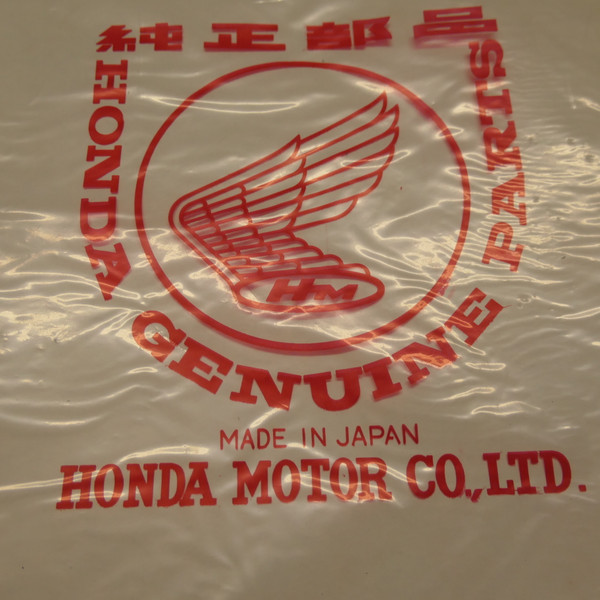 純正部品
HONDA GENUINE PARTS
HM
MADE IN JAPAN
HONDA MOTOR CO.,LTD.